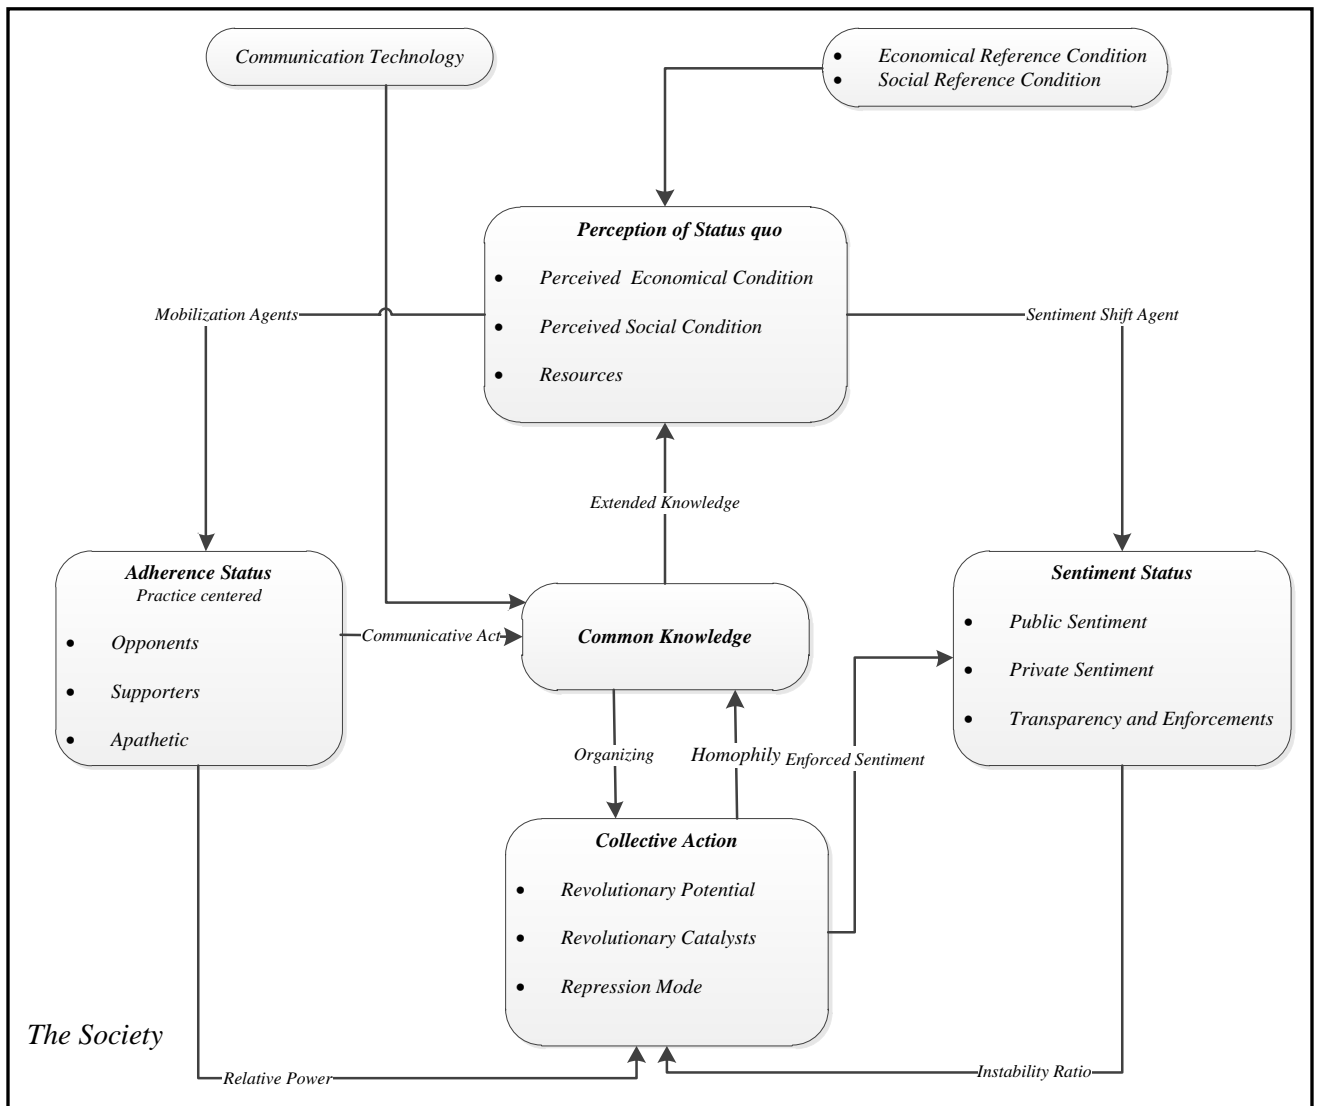 Communication Technology
• Economical Reference Condition
• Social Reference Condition
Perception of Status quo
• Perceived  Economical Condition
• Perceived Social Condition
• Resources
Mobilization Agents
Sentiment Shift Agent
Extended Knowledge
Adherence Status
Practice centered
• Opponents
• Supporters
• Apathetic
Communicative Act
Common Knowledge
Sentiment Status
• Public Sentiment
• Private Sentiment
• Transparency and Enforcements
Organizing
Homophily
Enforced Sentiment
Collective Action
• Revolutionary Potential
• Revolutionary Catalysts
• Repression Mode
The Society
Relative Power
Instability Ratio